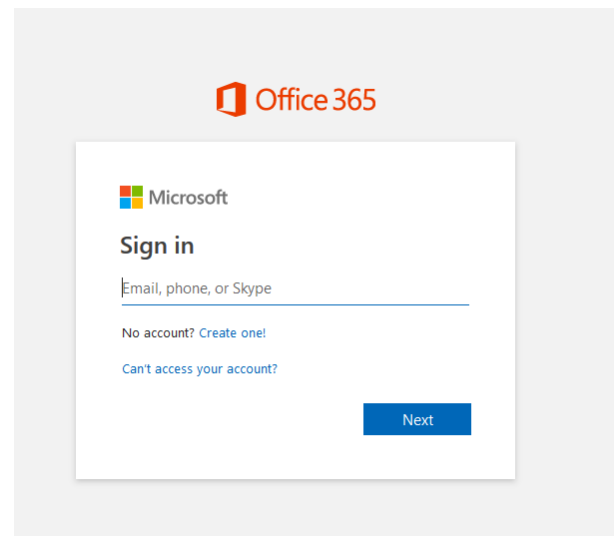 Office 365
Microsoft
Sign in
Email, phone, or Skype
No account? Create one!
Can't access your account?
Next